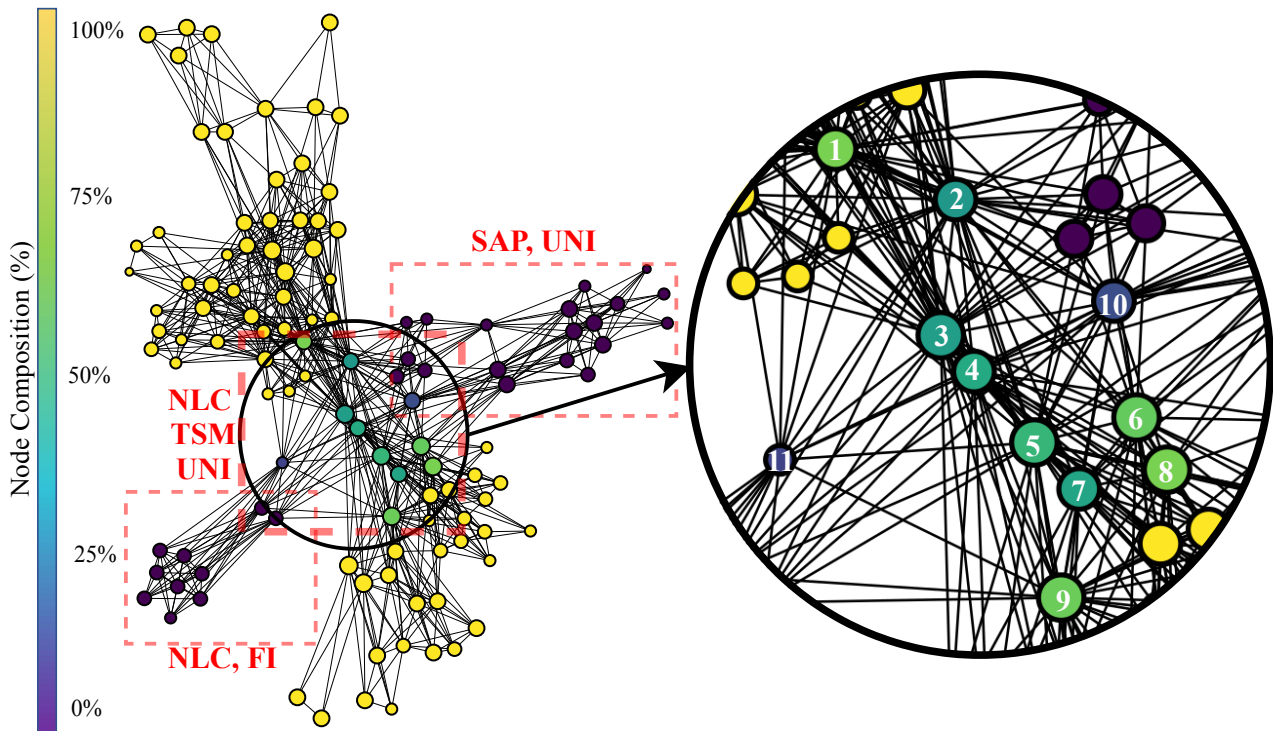 Node Composition (%)
100%
75%
50%
25%
0%
SAP, UNI
NLC
TSM
UNI
NLC, FI
1
2
10
3
4
6
5
11
8
7
9